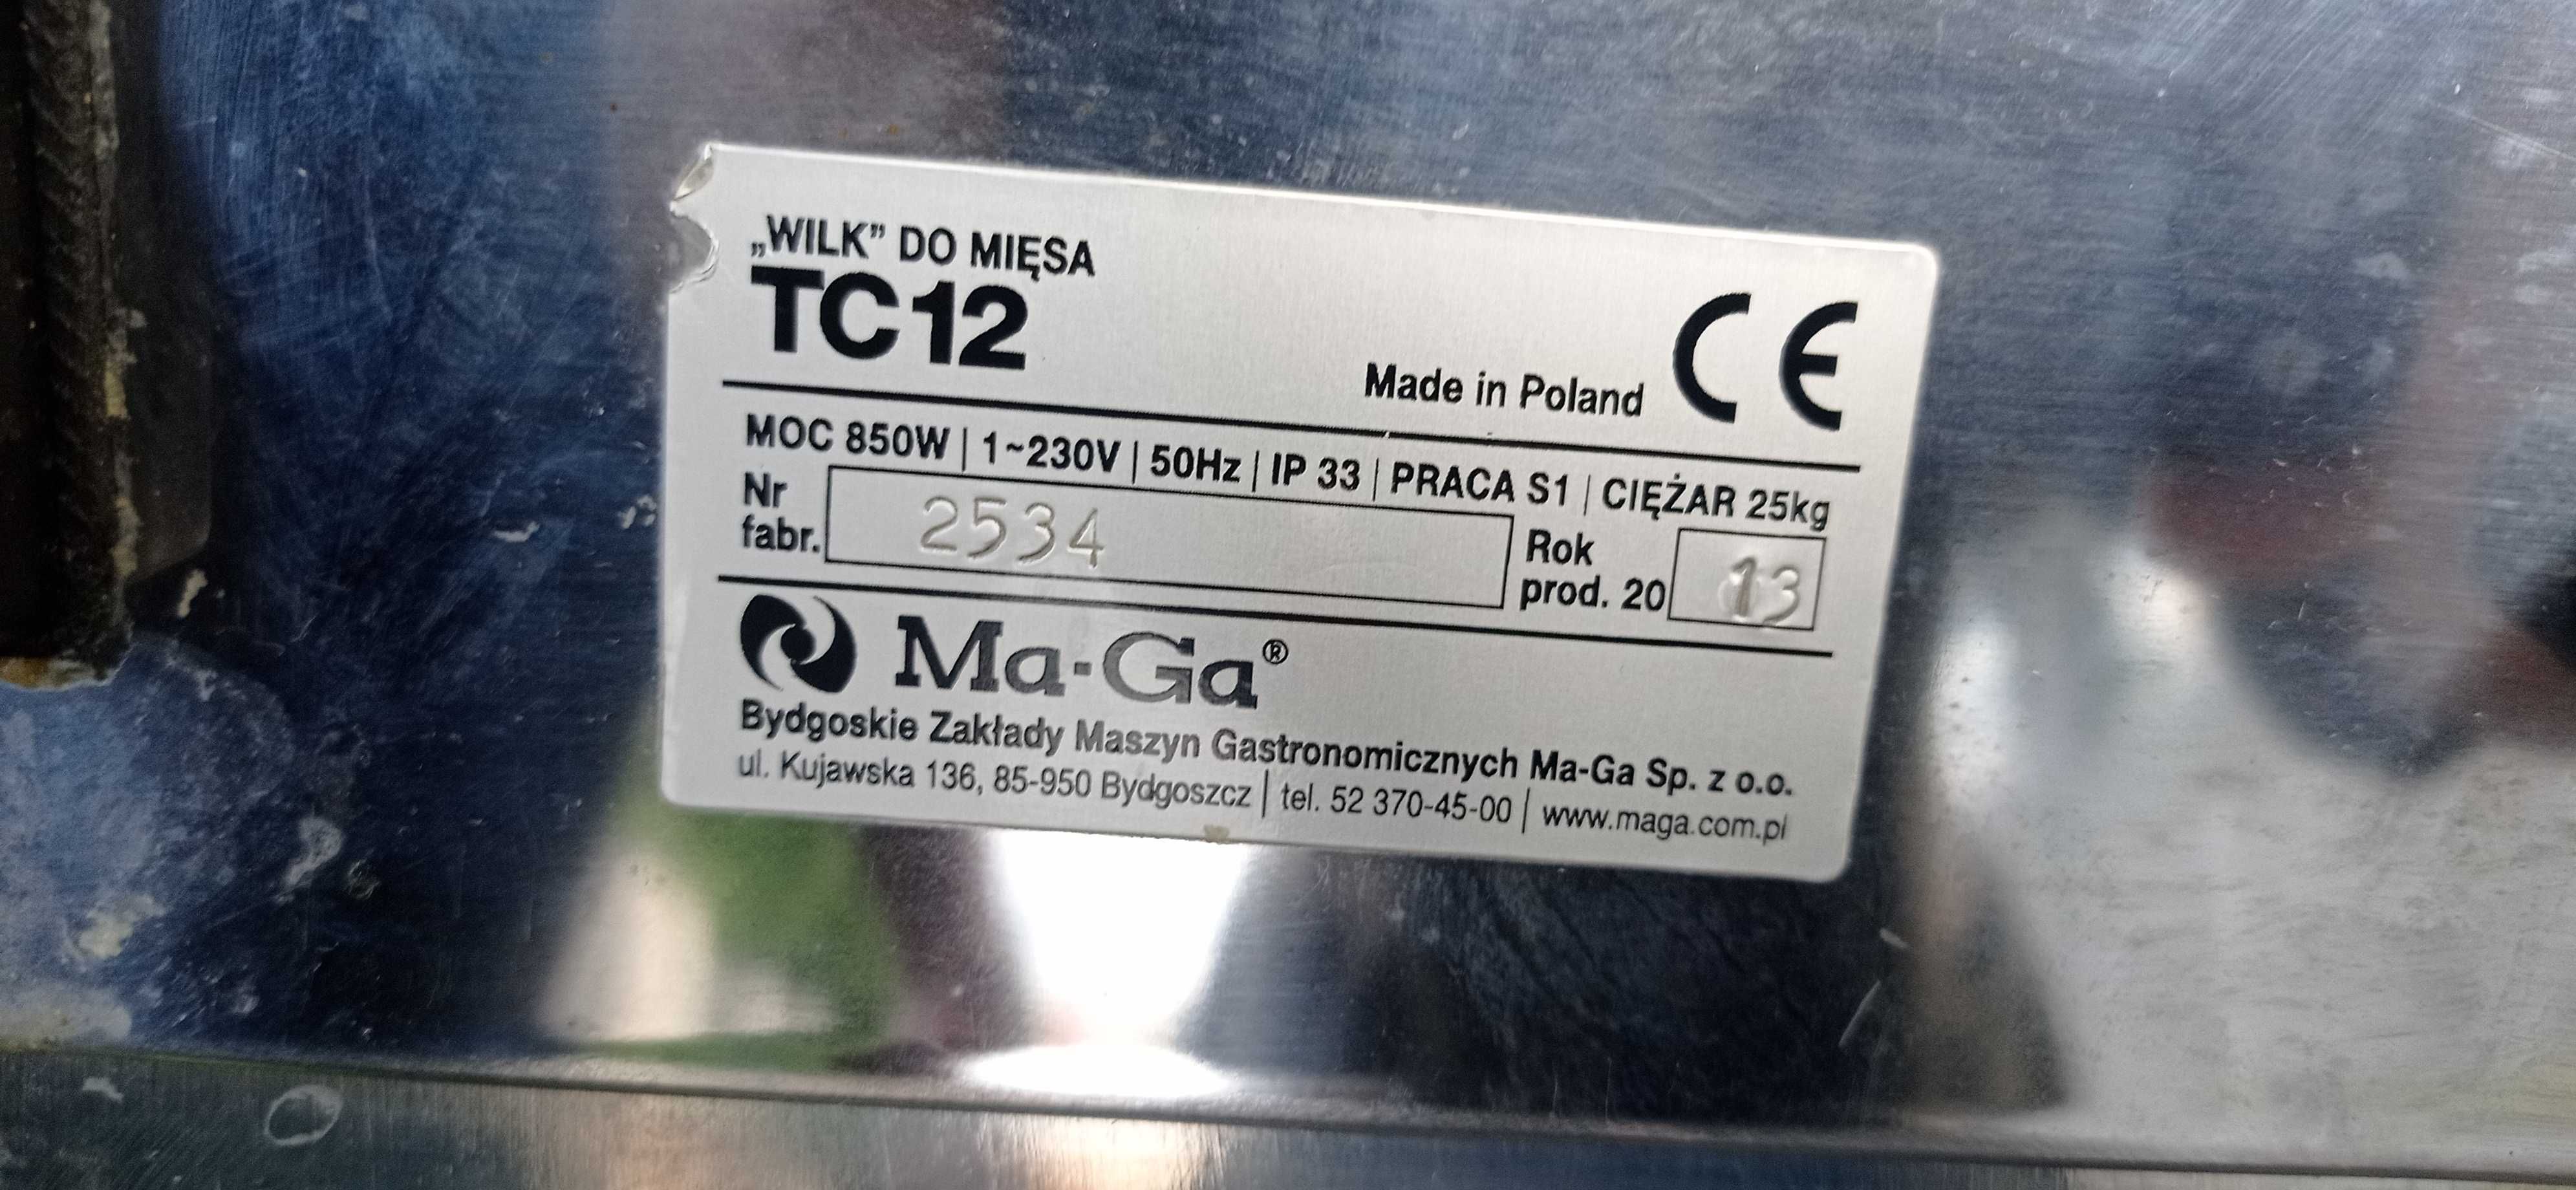 „WILK” DO MIĘSA
TC12
Made in Poland CE
MOC 850W | 1~230V | 50Hz | IP 33 | PRACA S1 | CIĘŻAR 25kg
Nr fabr. 2534 Rok prod. 20 13
Ma-Ga®
Bydgoskie Zakłady Maszyn Gastronomicznych Ma-Ga Sp. z o.o.
ul. Kujawska 136, 85-950 Bydgoszcz | tel. 52 370-45-00 | www.maga.com.pl